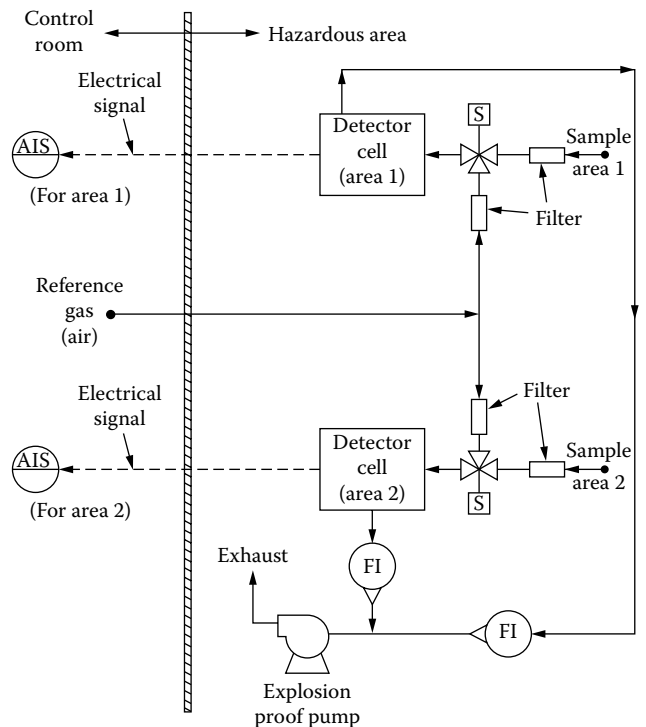 Control
room
Hazardous area
Electrical
signal
S
AIS
Detector
cell
(area 1)
Sample
area 1
(For area 1)
Filter
Reference
gas
(air)
Electrical
signal
Filter
AIS
Detector
cell
(area 2)
Sample
area 2
S
(For area 2)
Exhaust
FI
FI
Explosion
proof pump